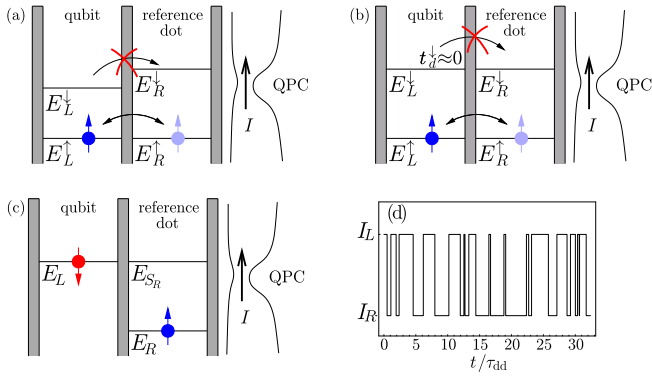 (a)
qubit
reference
dot
E_L^↓
E_R^↓
E_L^↑
E_R^↑
I
QPC
(b)
qubit
reference
dot
t_d^↓≈0
E_L^↓
E_R^↓
E_L^↑
E_R^↑
I
QPC
(c)
qubit
reference
dot
E_L
E_{S_R}
E_R
I
QPC
(d)
I_L
I_R
0 5 10 15 20 25 30
t/τ_dd